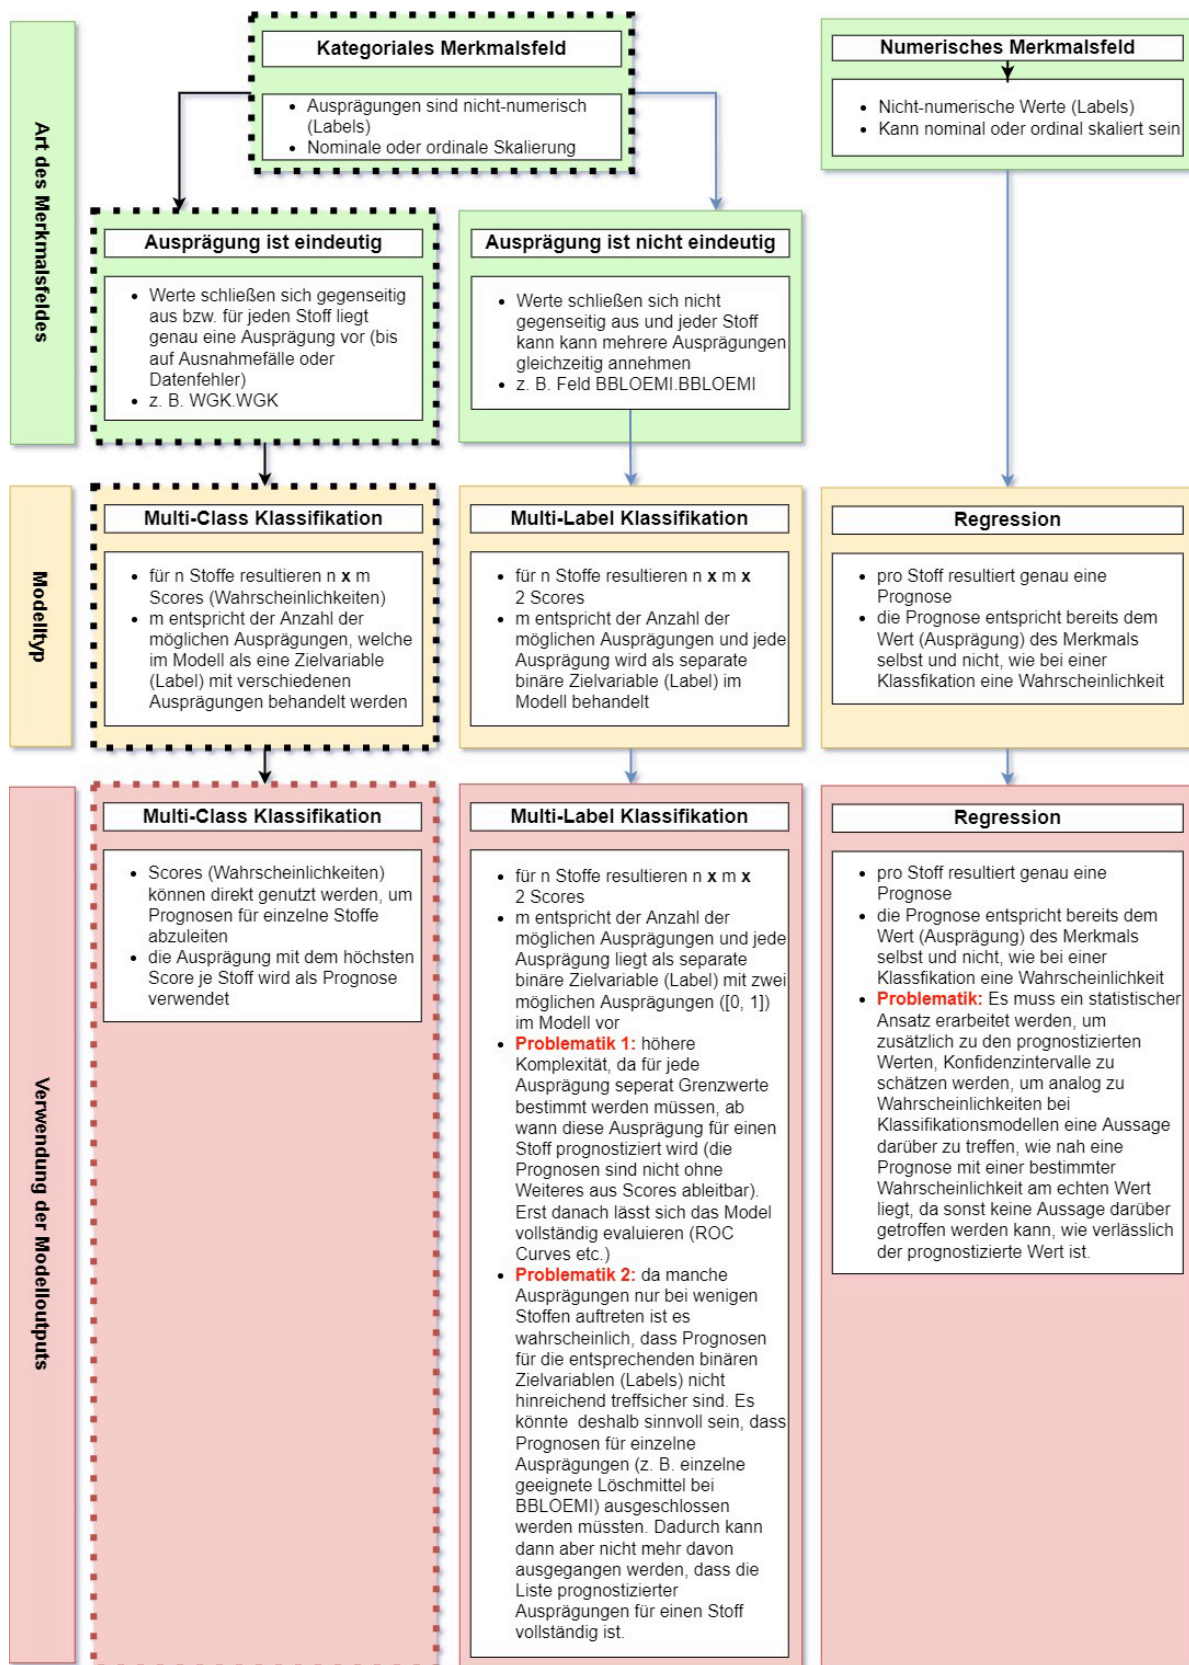 Art des Merkmalsfeldes
Kategoriales Merkmalsfeld
• Ausprägungen sind nicht-numerisch
(Labels)
• Nominale oder ordinale Skalierung
Numerisches Merkmalsfeld
• Nicht-numerische Werte (Labels)
• Kann nominal oder ordinal skaliert sein
Ausprägung ist eindeutig
• Werte schließen sich gegenseitig
aus bzw. für jeden Stoff liegt
genau eine Ausprägung vor (bis
auf Ausnahmefälle oder
Datenfehler)
• z. B. WGK.WGK
Ausprägung ist nicht eindeutig
• Werte schließen sich nicht
gegenseitig aus und jeder Stoff
kann kann mehrere Ausprägungen
gleichzeitig annehmen
• z. B. Feld BBLOEMI.BBLOEMI
Modelltyp
Multi-Class Klassifikation
• für n Stoffe resultieren n x m
Scores (Wahrscheinlichkeiten)
• m entspricht der Anzahl der
möglichen Ausprägungen, welche
im Modell als eine Zielvariable
(Label) mit verschiedenen
Ausprägungen behandelt werden
Multi-Label Klassifikation
• für n Stoffe resultieren n x m x
2 Scores
• m entspricht der Anzahl der
möglichen Ausprägungen und jede
Ausprägung wird als separate
binäre Zielvariable (Label) im
Modell behandelt
Regression
• pro Stoff resultiert genau eine
Prognose
• die Prognose entspricht bereits dem
Wert (Ausprägung) des Merkmals
selbst und nicht, wie bei einer
Klassfikation eine Wahrscheinlichkeit
Verwendung der Modelloutputs
Multi-Class Klassifikation
• Scores (Wahrscheinlichkeiten)
können direkt genutzt werden, um
Prognosen für einzelne Stoffe
abzuleiten
• die Ausprägung mit dem höchsten
Score je Stoff wird als Prognose
verwendet
Multi-Label Klassifikation
• für n Stoffe resultieren n x m x
2 Scores
• m entspricht der Anzahl der
möglichen Ausprägungen und jede
Ausprägung liegt als separate
binäre Zielvariable (Label) mit zwei
möglichen Ausprägungen ([0, 1])
im Modell vor
• Problematik 1: höhere
Komplexität, da für jede
Ausprägung seperat Grenzwerte
bestimmt werden müssen, ab
wann diese Ausprägung für einen
Stoff prognostiziert wird (die
Prognosen sind nicht ohne
Weiteres aus Scores ableitbar).
Erst danach lässt sich das Model
vollständig evaluieren (ROC
Curves etc.)
• Problematik 2: da manche
Ausprägungen nur bei wenigen
Stoffen auftreten ist es
wahrscheinlich, dass Prognosen
für die entsprechenden binären
Zielvariablen (Labels) nicht
hinreichend treffsicher sind. Es
könnte deshalb sinnvoll sein, dass
Prognosen für einzelne
Ausprägungen (z. B. einzelne
geeignete Löschmittel bei
BBLOEMI) ausgeschlossen
werden müssten. Dadurch kann
dann aber nicht mehr davon
ausgegangen werden, dass die
Liste prognostizierter
Ausprägungen für einen Stoff
vollständig ist.
Regression
• pro Stoff resultiert genau eine
Prognose
• die Prognose entspricht bereits dem
Wert (Ausprägung) des Merkmals
selbst und nicht, wie bei einer
Klassfikation eine Wahrscheinlichkeit
• Problematik: Es muss ein statistischer
Ansatz erarbeitet werden, um
zusätzlich zu den prognostizierten
Werten, Konfidenzintervalle zu
schätzen werden, um analog zu
Wahrscheinlichkeiten bei
Klassifikationsmodellen eine Aussage
darüber zu treffen, wie nah eine
Prognose mit einer bestimmter
Wahrscheinlichkeit am echten Wert
liegt, da sonst keine Aussage darüber
getroffen werden kann, wie verlässlich
der prognostizierte Wert ist.